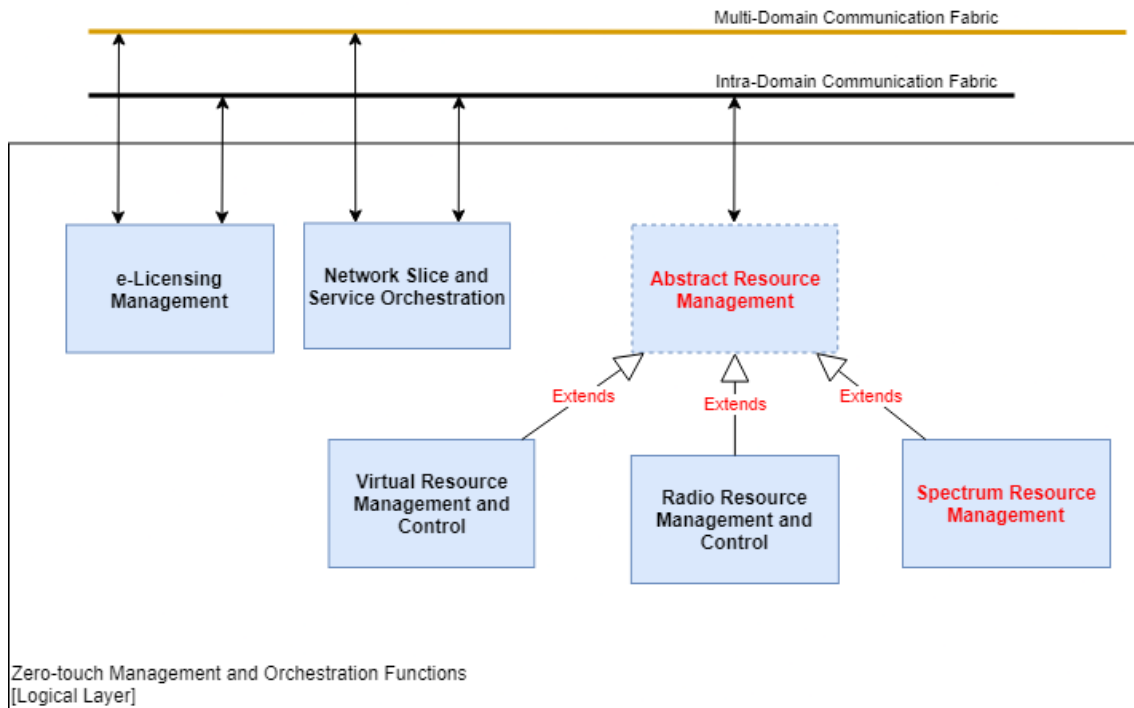 Multi-Domain Communication Fabric
Intra-Domain Communication Fabric
e-Licensing
Management
Network Slice and
Service Orchestration
Abstract Resource
Management
Extends
Extends
Extends
Virtual Resource
Management and
Control
Radio Resource
Management and
Control
Spectrum Resource
Management
Zero-touch Management and Orchestration Functions
[Logical Layer]